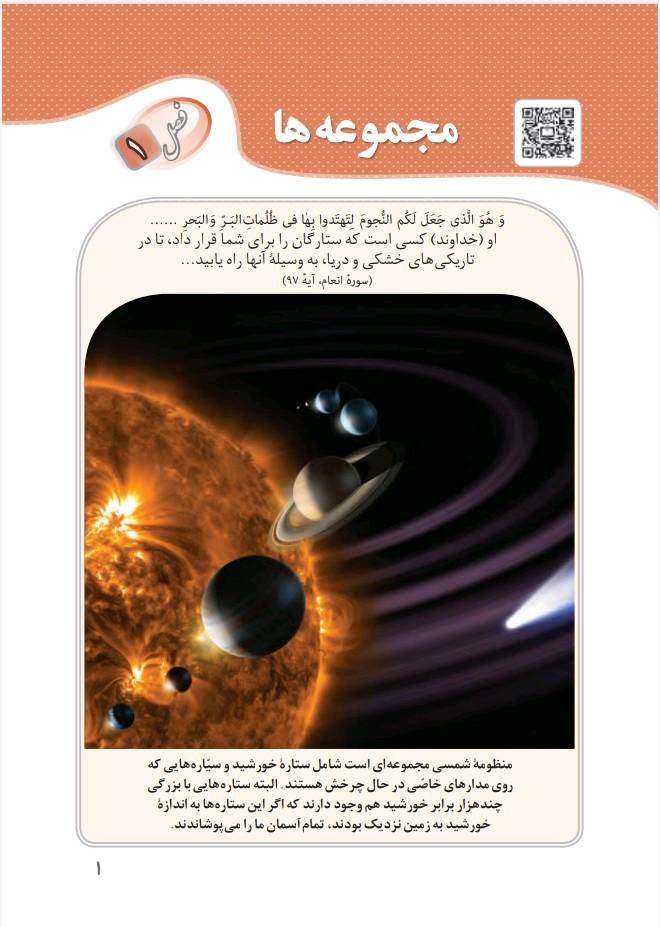 مجموعه‌ها
فصل ۱
وَ هُوَ الَّذی جَعَلَ لَکُم النُّجومَ لِتَهتَدوا بِهٰا فی ظُلُماتِ البَـرِّ وَالبَحرِ ......
او (خداوند) کسی است که ستارگان را برای شما قرار داد، تا در
تاریکی‌های خشکی و دریا، به وسیلهٔ آنها راه یابید...
(سورهٔ انعام، آیهٔ ۹۷)
منظومهٔ شمسی مجموعه‌ای است شامل ستارهٔ خورشید و سیّاره‌هایی که
روی مدارهای خاصّی در حال چرخش هستند. البته ستاره‌هایی با بزرگی
چندهزار برابر خورشید هم وجود دارند که اگر این ستاره‌ها به اندازهٔ
خورشید به زمین نزدیک بودند، تمام آسمان ما را می‌پوشاندند.
۱